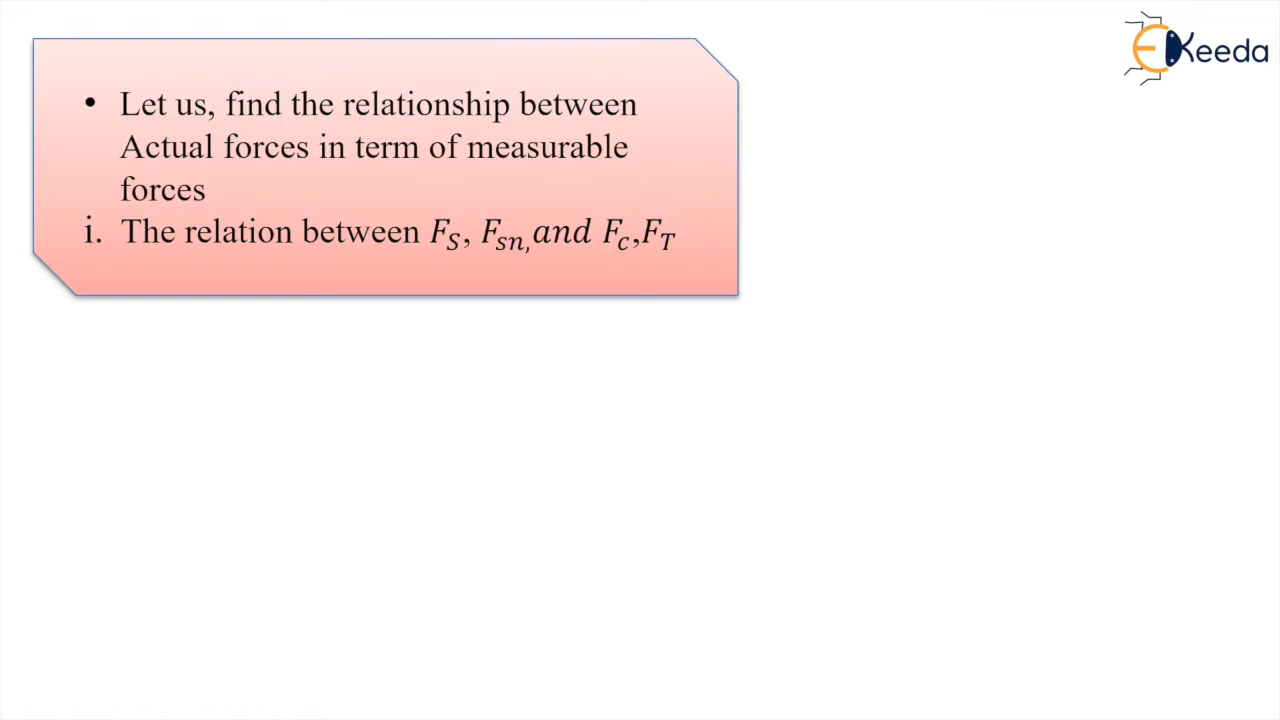 EKeeda
• Let us, find the relationship between
Actual forces in term of measurable
forces
i. The relation between F_S, F_sn, and F_c,F_T